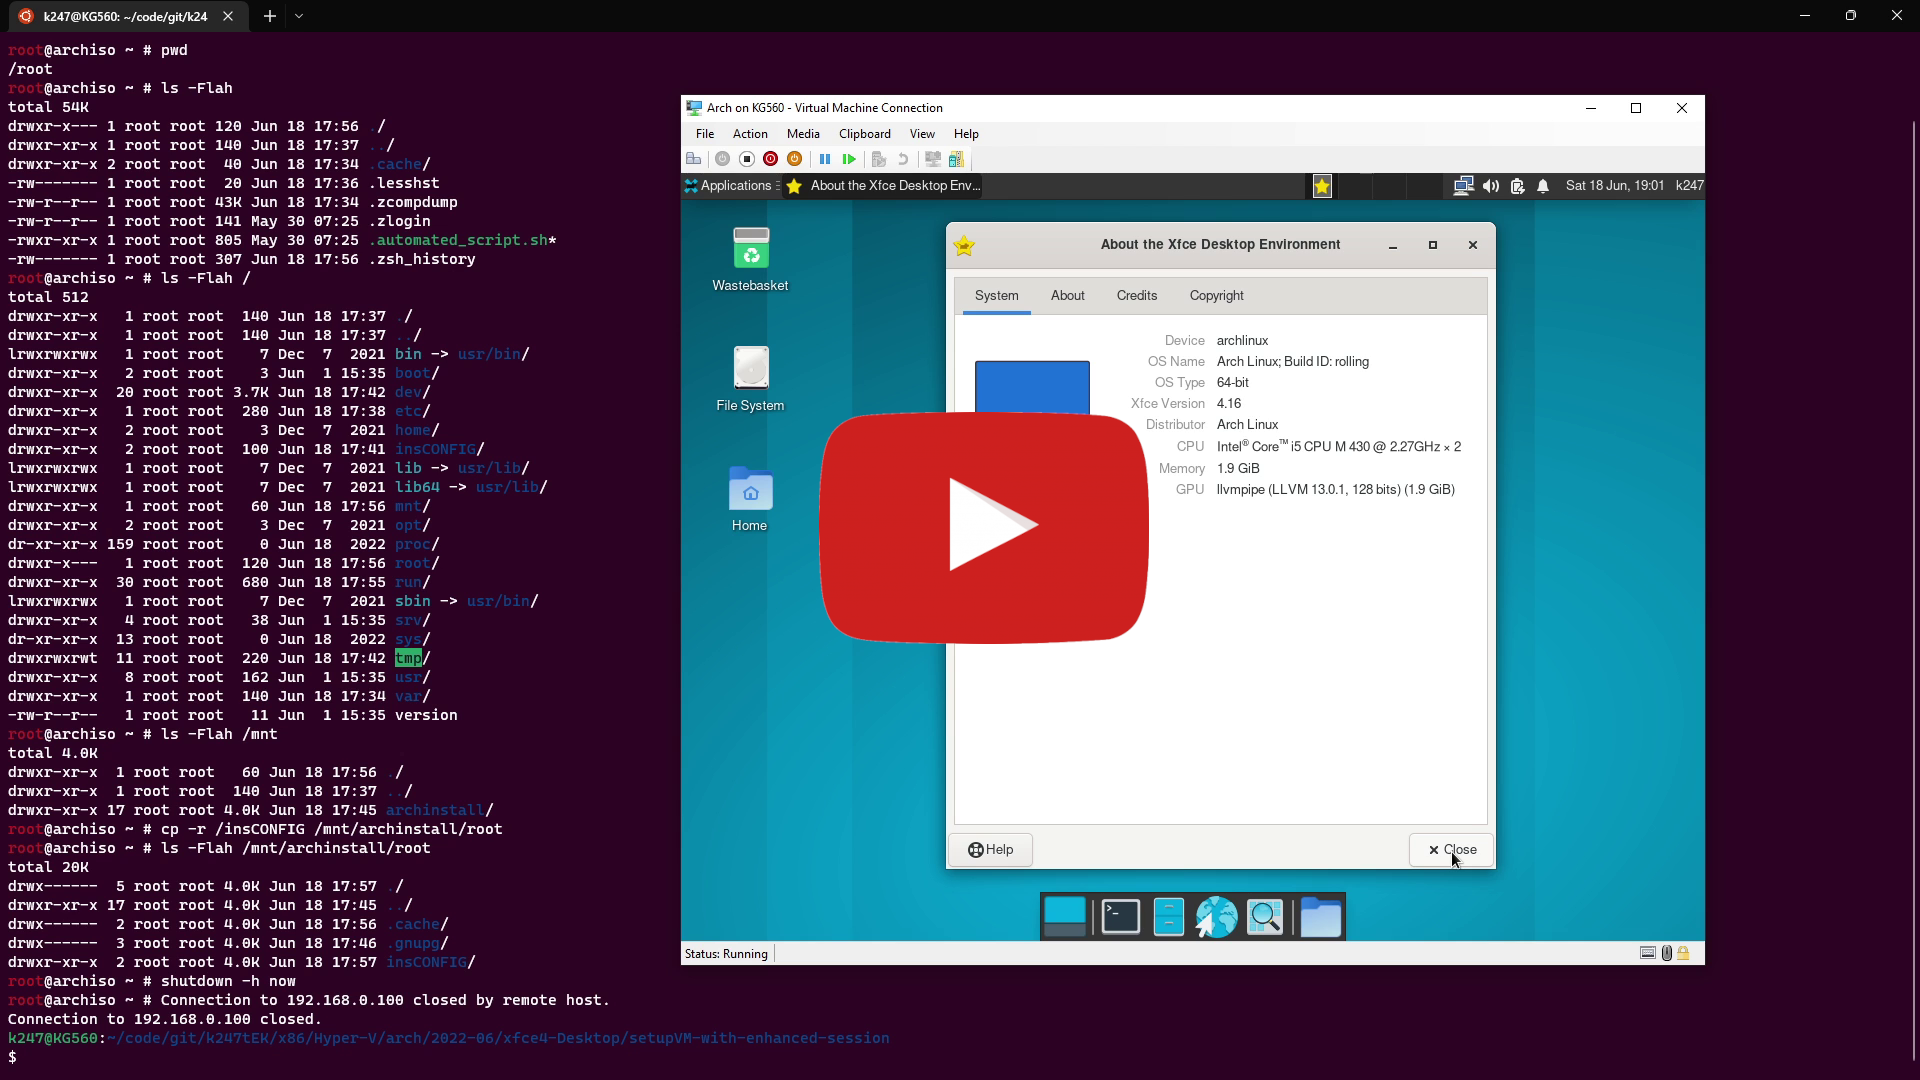 k247@KG560: ~/code/git/k24
root@archiso ~ # pwd
/root
root@archiso ~ # ls -Flah
total 54K
drwxr-x--- 1 root root 120 Jun 18 17:56 ./
drwxr-xr-x 1 root root 140 Jun 18 17:37 ../
drwxr-xr-x 2 root root  40 Jun 18 17:34 .cache/
-rw------- 1 root root  20 Jun 18 17:36 .lesshst
-rw-r--r-- 1 root root 43K Jun 18 17:34 .zcompdump
-rw-r--r-- 1 root root 141 May 30 07:25 .zlogin
-rwxr-xr-x 1 root root 805 May 30 07:25 .automated_script.sh*
-rw------- 1 root root 307 Jun 18 17:56 .zsh_history
root@archiso ~ # ls -Flah /
total 512
drwxr-xr-x   1 root root  140 Jun 18 17:37 ./
drwxr-xr-x   1 root root  140 Jun 18 17:37 ../
lrwxrwxrwx   1 root root    7 Dec  7  2021 bin -> usr/bin/
drwxr-xr-x   2 root root    3 Jun  1 15:35 boot/
drwxr-xr-x  20 root root 3.7K Jun 18 17:42 dev/
drwxr-xr-x   1 root root  280 Jun 18 17:38 etc/
drwxr-xr-x   2 root root    3 Dec  7  2021 home/
drwxr-xr-x   2 root root  100 Jun 18 17:41 insCONFIG/
lrwxrwxrwx   1 root root    7 Dec  7  2021 lib -> usr/lib/
lrwxrwxrwx   1 root root    7 Dec  7  2021 lib64 -> usr/lib/
drwxr-xr-x   1 root root   60 Jun 18 17:56 mnt/
drwxr-xr-x   2 root root    3 Dec  7  2021 opt/
dr-xr-xr-x 159 root root    0 Jun 18  2022 proc/
drwxr-x---   1 root root  120 Jun 18 17:56 root/
drwxr-xr-x  30 root root  680 Jun 18 17:55 run/
lrwxrwxrwx   1 root root    7 Dec  7  2021 sbin -> usr/bin/
drwxr-xr-x   4 root root   38 Jun  1 15:35 srv/
dr-xr-xr-x  13 root root    0 Jun 18  2022 sys/
drwxrwxrwt  11 root root  220 Jun 18 17:42 tmp/
drwxr-xr-x   8 root root  162 Jun  1 15:35 usr/
drwxr-xr-x   1 root root  140 Jun 18 17:34 var/
-rw-r--r--   1 root root   11 Jun  1 15:35 version
root@archiso ~ # ls -Flah /mnt
total 4.0K
drwxr-xr-x  1 root root   60 Jun 18 17:56 ./
drwxr-xr-x  1 root root  140 Jun 18 17:37 ../
drwxr-xr-x 17 root root 4.0K Jun 18 17:45 archinstall/
root@archiso ~ # cp -r /insCONFIG /mnt/archinstall/root
root@archiso ~ # ls -Flah /mnt/archinstall/root
total 20K
drwx------  5 root root 4.0K Jun 18 17:57 ./
drwxr-xr-x 17 root root 4.0K Jun 18 17:45 ../
drwx------  2 root root 4.0K Jun 18 17:56 .cache/
drwx------  3 root root 4.0K Jun 18 17:46 .gnupg/
drwxr-xr-x  2 root root 4.0K Jun 18 17:57 insCONFIG/
root@archiso ~ # shutdown -h now
root@archiso ~ # Connection to 192.168.0.100 closed by remote host.
Connection to 192.168.0.100 closed.
k247@KG560:~/code/git/k247tEK/x86/Hyper-V/arch/2022-06/xfce4-Desktop/setupVM-with-enhanced-session
$
Arch on KG560 - Virtual Machine Connection
File Action Media Clipboard View Help
Applications About the Xfce Desktop Env... Sat 18 Jun, 19:01 k247
Wastebasket
File System
Home
About the Xfce Desktop Environment
System About Credits Copyright
Device archlinux
OS Name Arch Linux; Build ID: rolling
OS Type 64-bit
Xfce Version 4.16
Distributor Arch Linux
CPU Intel® Core™ i5 CPU M 430 @ 2.27GHz × 2
Memory 1.9 GiB
GPU llvmpipe (LLVM 13.0.1, 128 bits) (1.9 GiB)
Help Close
Status: Running